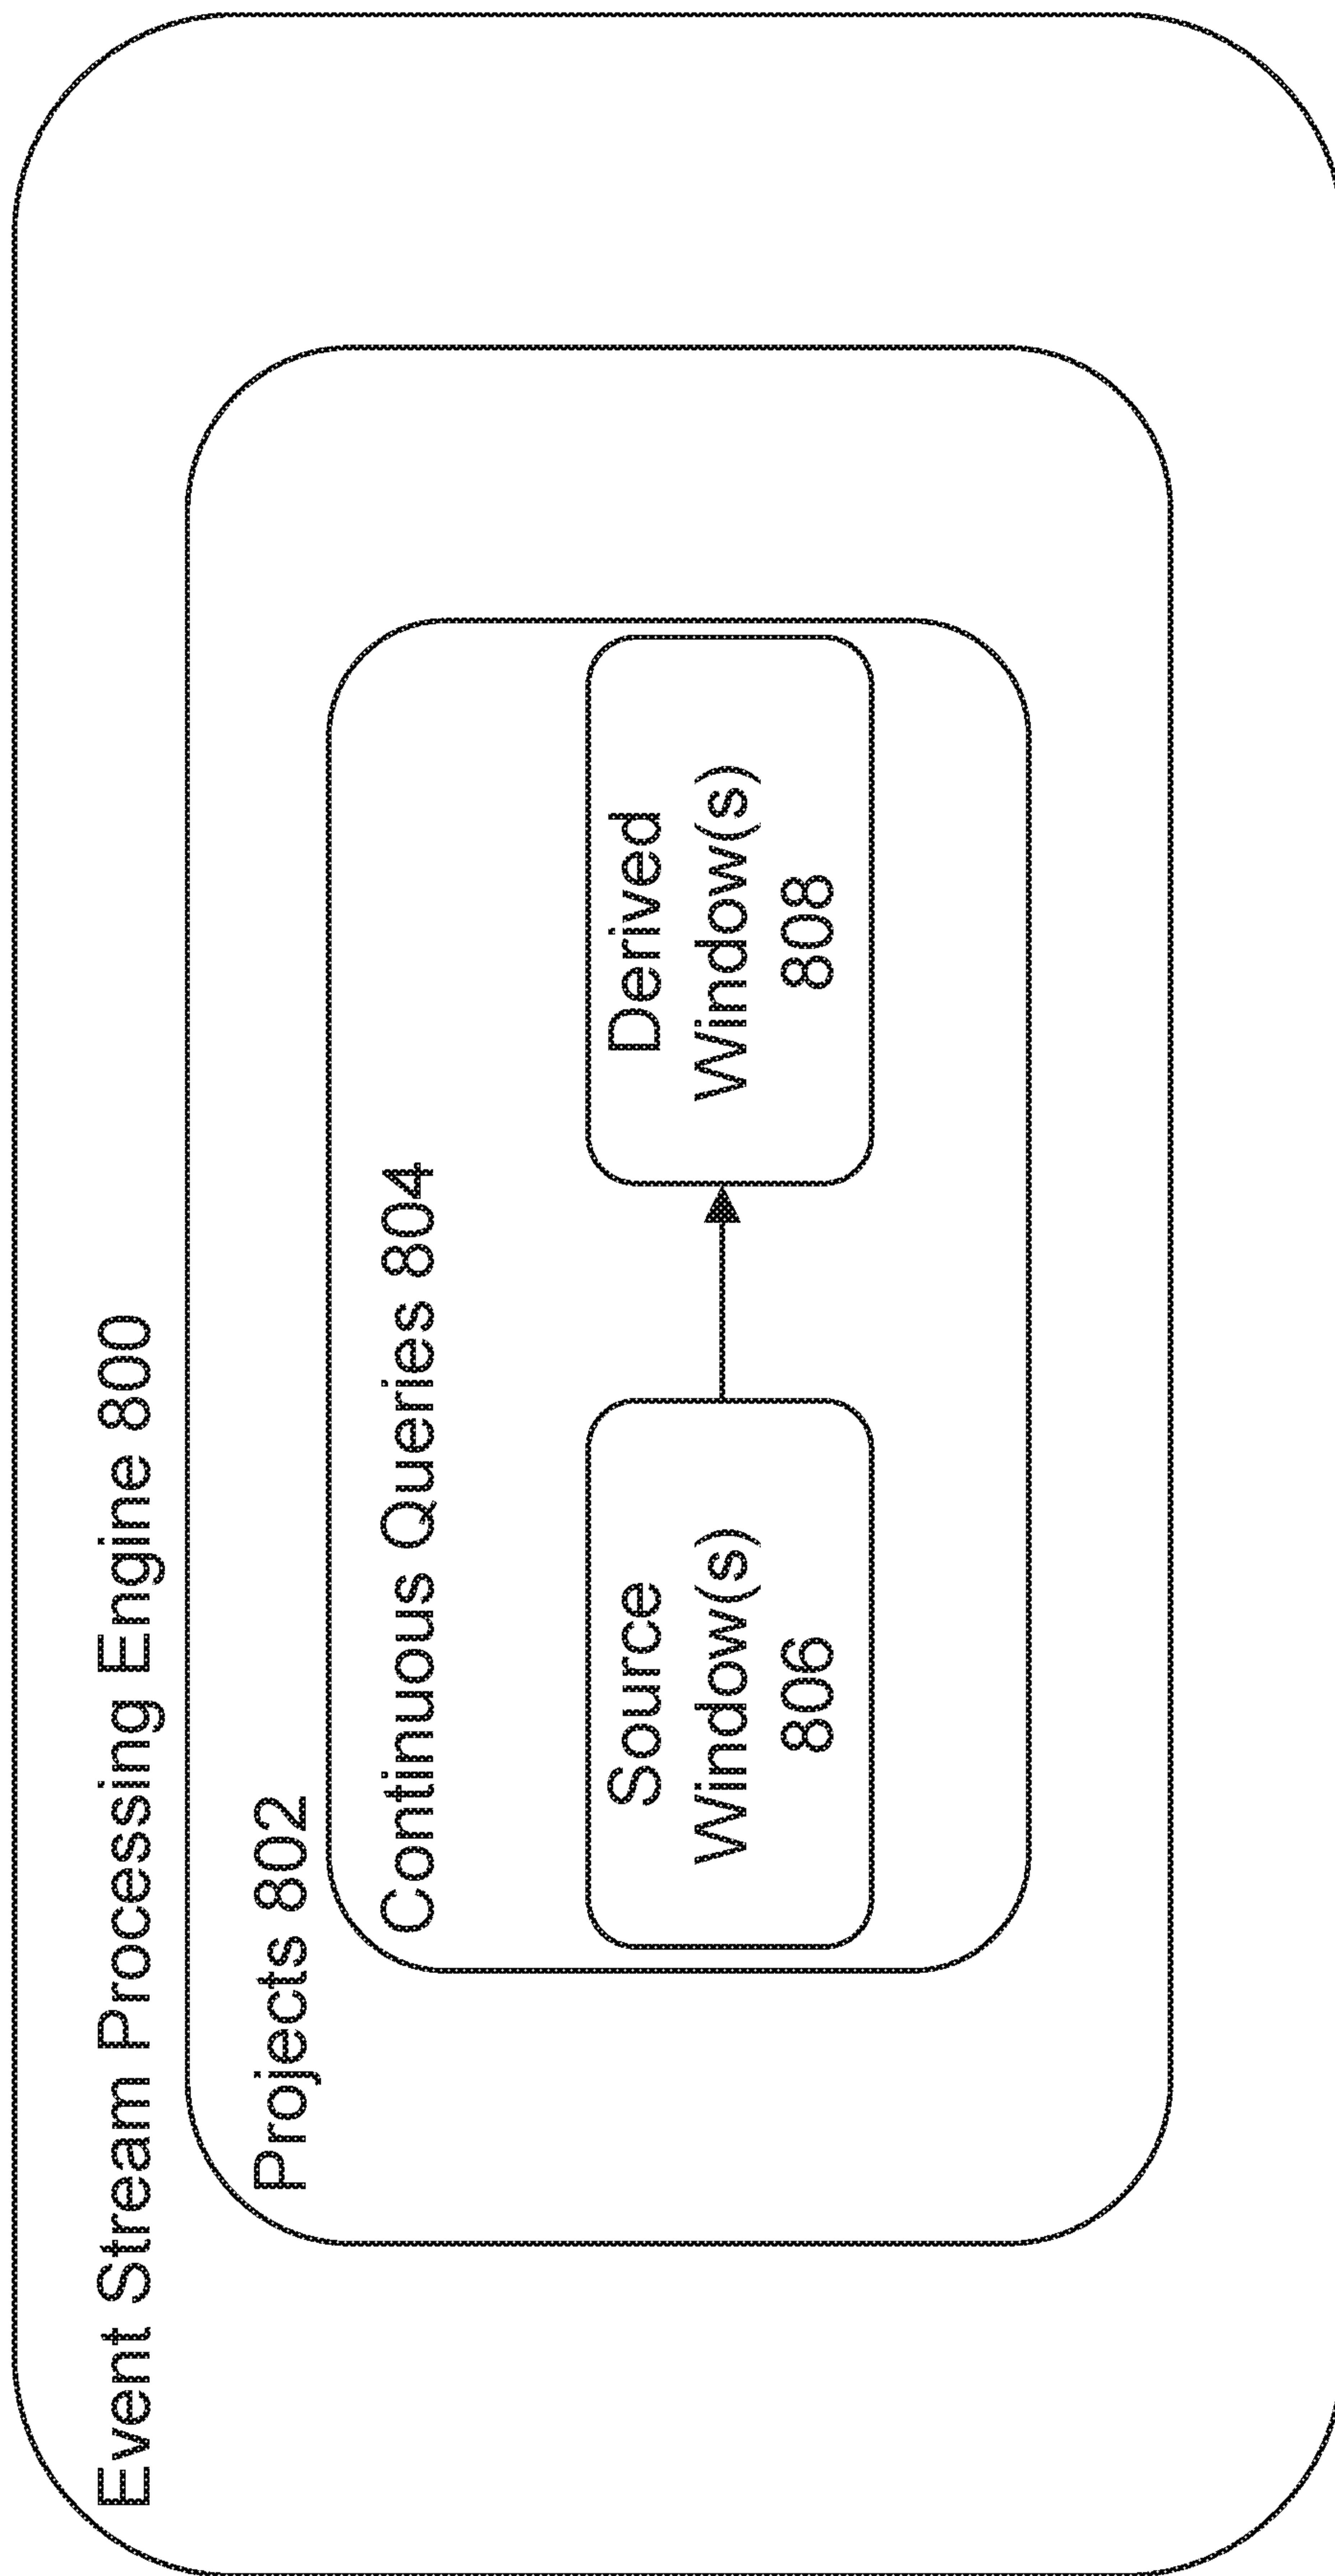 Event Stream Processing Engine 800
Projects 802
Continuous Queries 804
Source
Window(s)
806
Derived
Window(s)
808